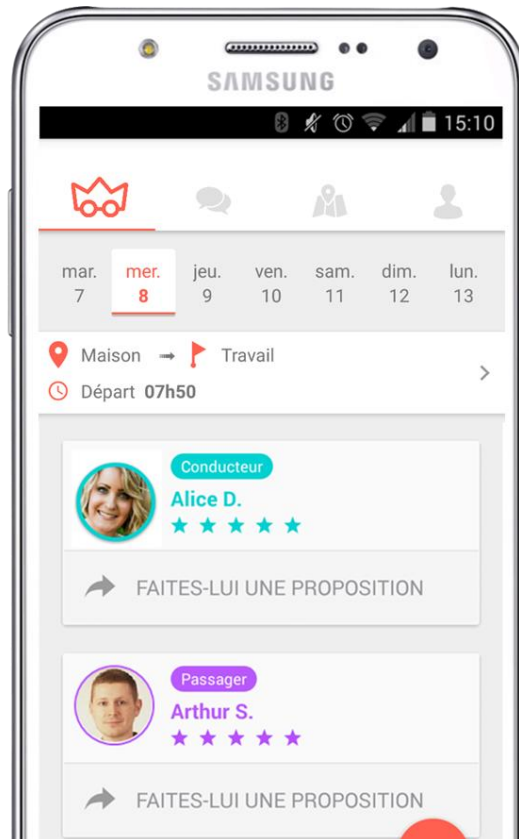 SAMSUNG
15:10
mar. mer. jeu. ven. sam. dim. lun.
7 8 9 10 11 12 13
Maison Travail
Départ 07h50
Conducteur
Alice D.
FAITES-LUI UNE PROPOSITION
Passager
Arthur S.
FAITES-LUI UNE PROPOSITION